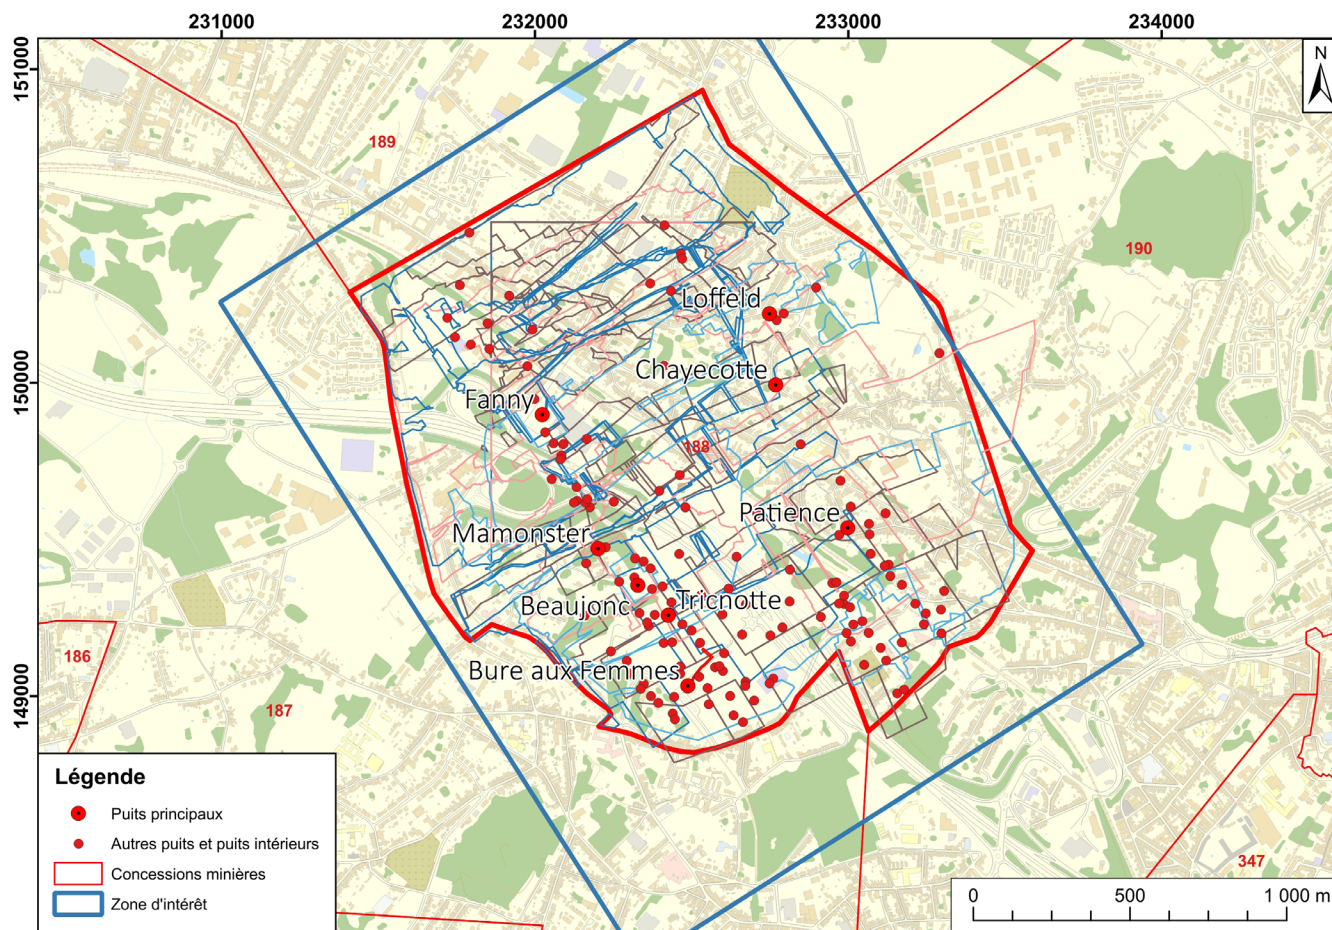 231000
232000
233000
234000
151000
N
189
190
Loffeld
150000
Chayecotte
Fanny
188
Patience
Mamonster
Beaujonc
Tricnotte
186
Bure aux Femmes
149000
187
Légende
Puits principaux
Autres puits et puits intérieurs
Concessions minières
Zone d'intérêt
347
0
500
1 000 m